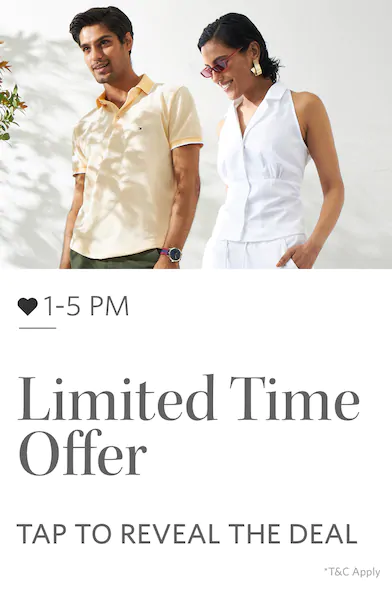 1-5 PM
Limited Time
Offer
TAP TO REVEAL THE DEAL
*T&C Apply